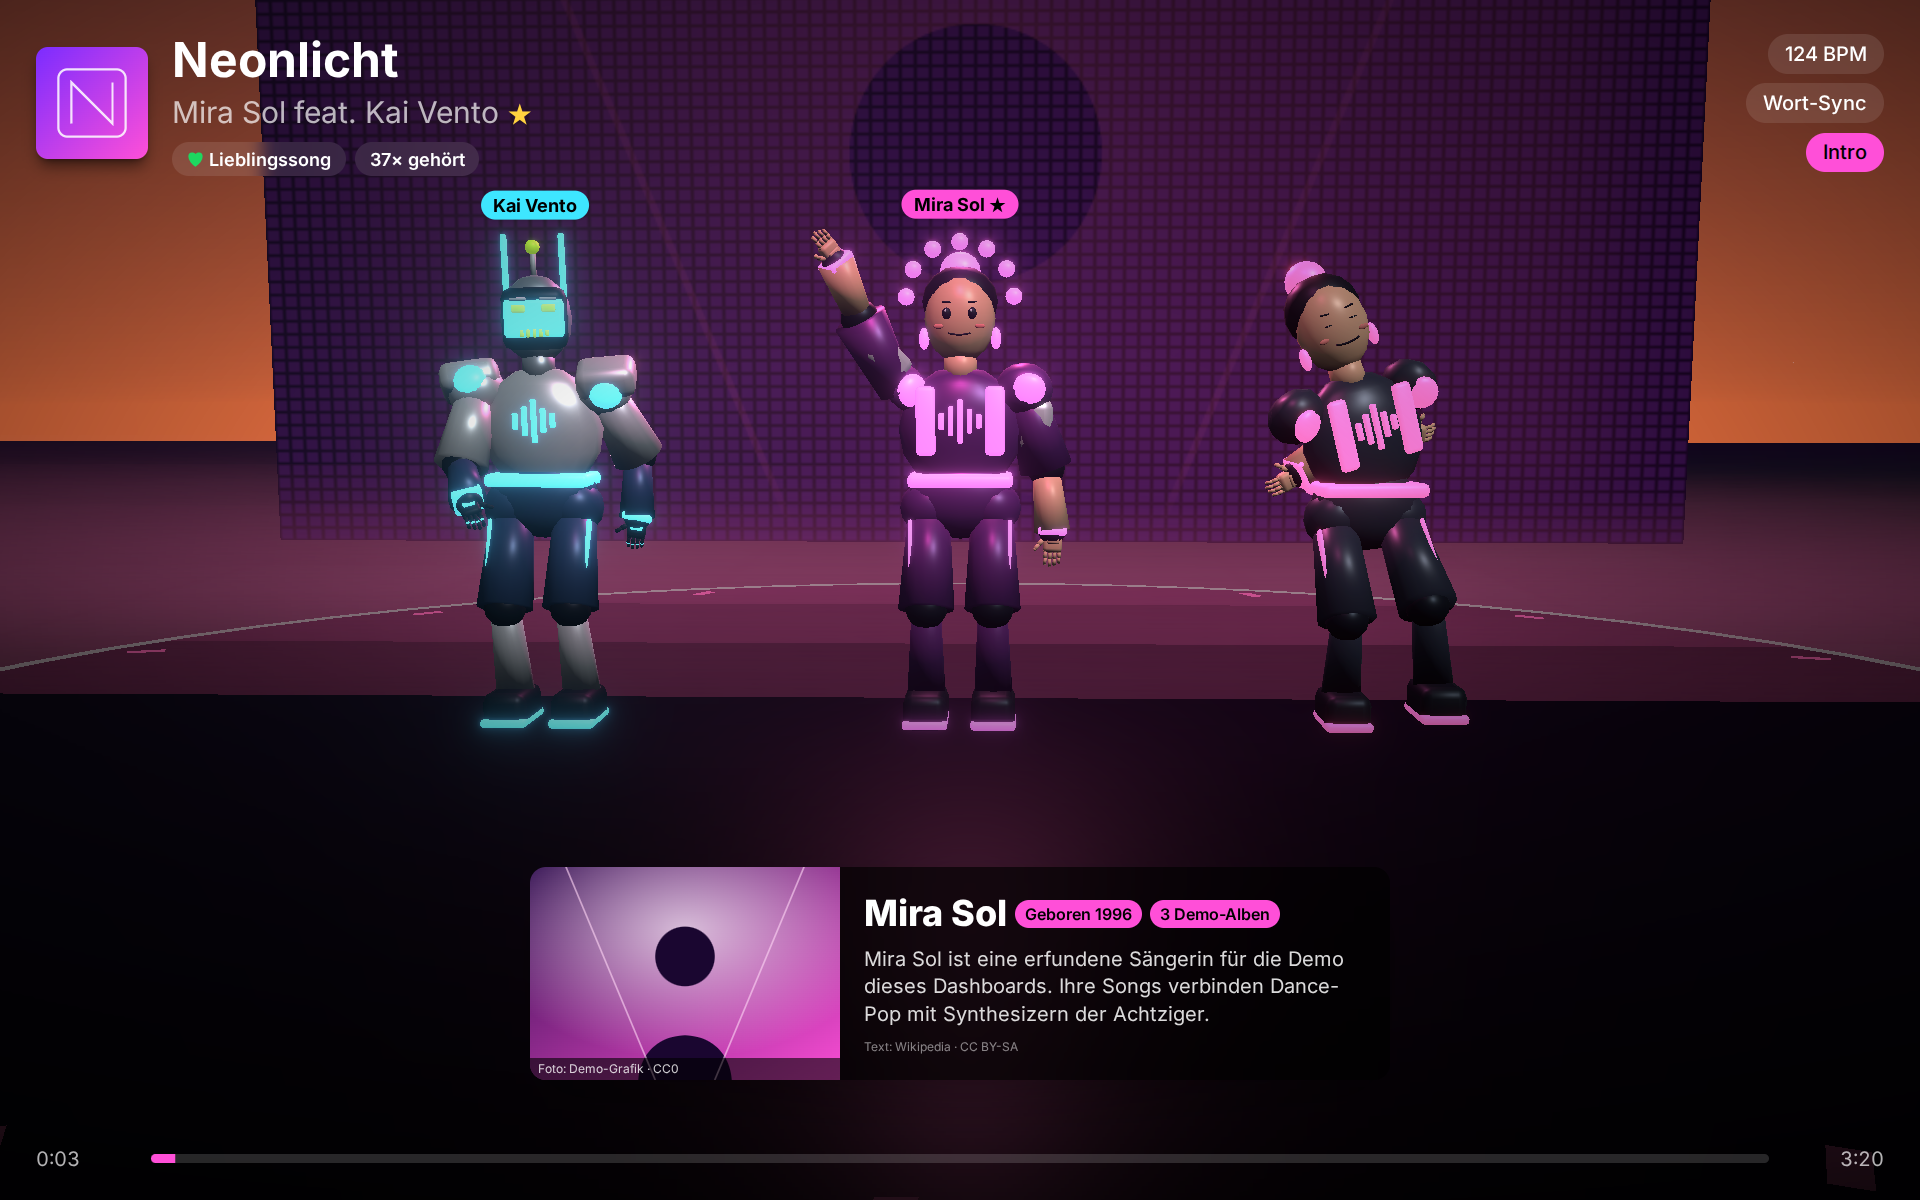 N
Neonlicht
Mira Sol feat. Kai Vento ★
Lieblingssong
37× gehört
124 BPM
Wort-Sync
Intro
Kai Vento
Mira Sol ★
Mira Sol
Geboren 1996
3 Demo-Alben
Mira Sol ist eine erfundene Sängerin für die Demo
dieses Dashboards. Ihre Songs verbinden Dance-
Pop mit Synthesizern der Achtziger.
Text: Wikipedia · CC BY-SA
Foto: Demo-Grafik · CC0
0:03
3:20